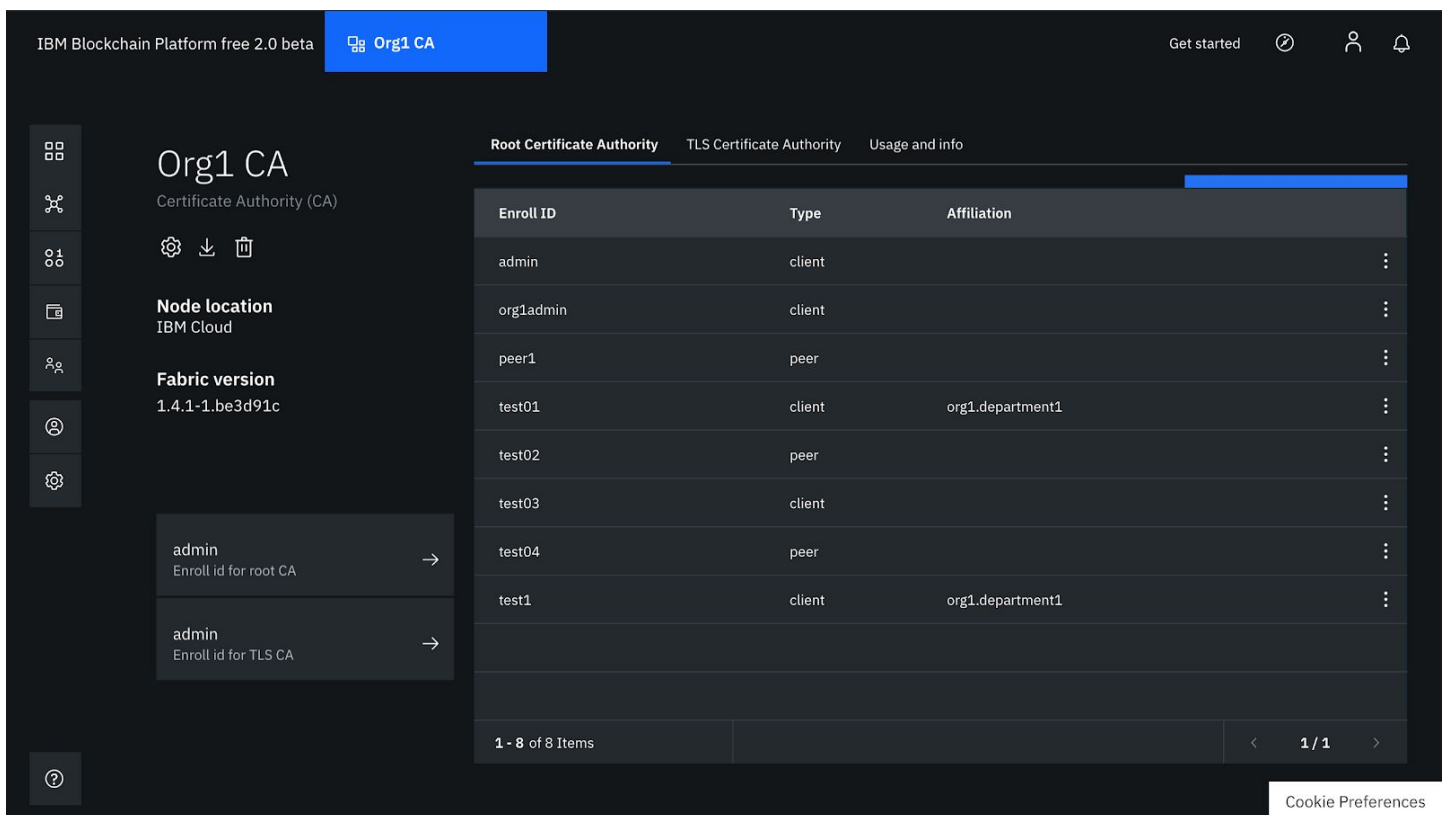 IBM Blockchain Platform free 2.0 beta
Org1 CA
Get started
Org1 CA
Certificate Authority (CA)
Node location
IBM Cloud
Fabric version
1.4.1-1.be3d91c
admin
Enroll id for root CA
admin
Enroll id for TLS CA
Root Certificate Authority TLS Certificate Authority Usage and info
Enroll ID Type Affiliation
admin client
org1admin client
peer1 peer
test01 client org1.department1
test02 peer
test03 client
test04 peer
test1 client org1.department1
1 - 8 of 8 Items
1 / 1
Cookie Preferences